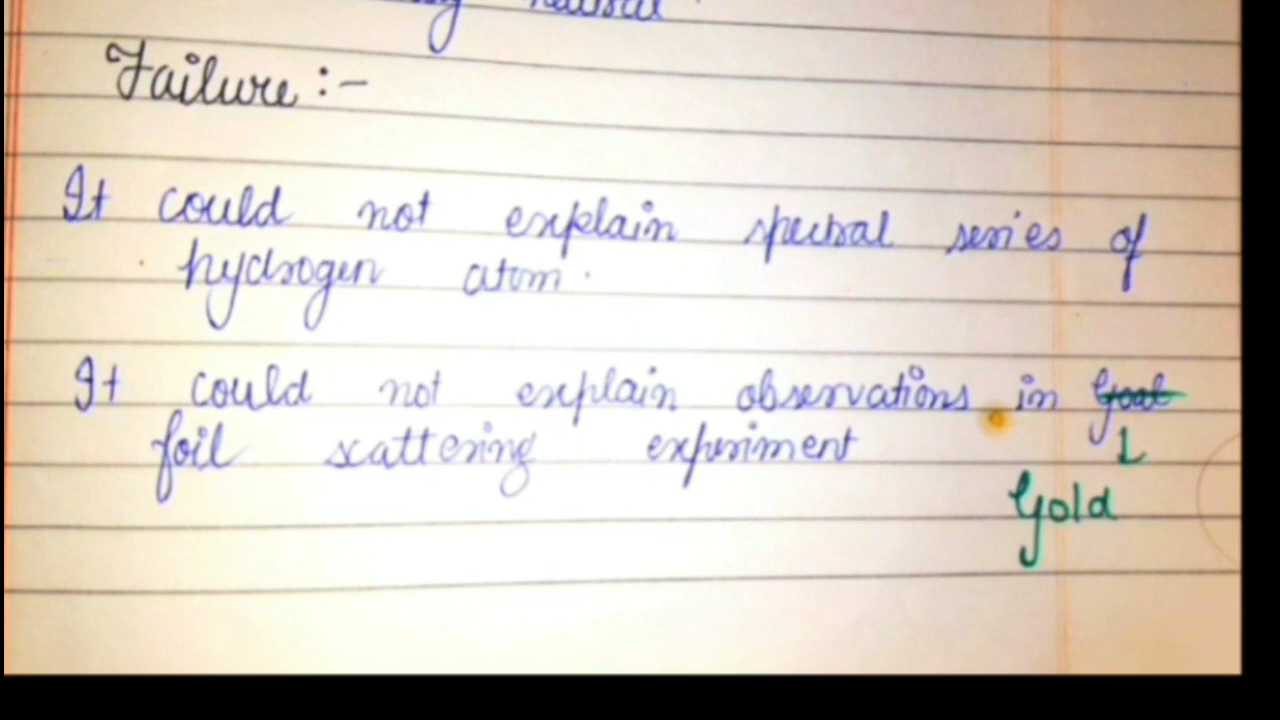 Failure :-
It could not explain spectral series of
hydrogen atom.
It could not explain observations in Goal
foil scattering experiment
↓
Gold